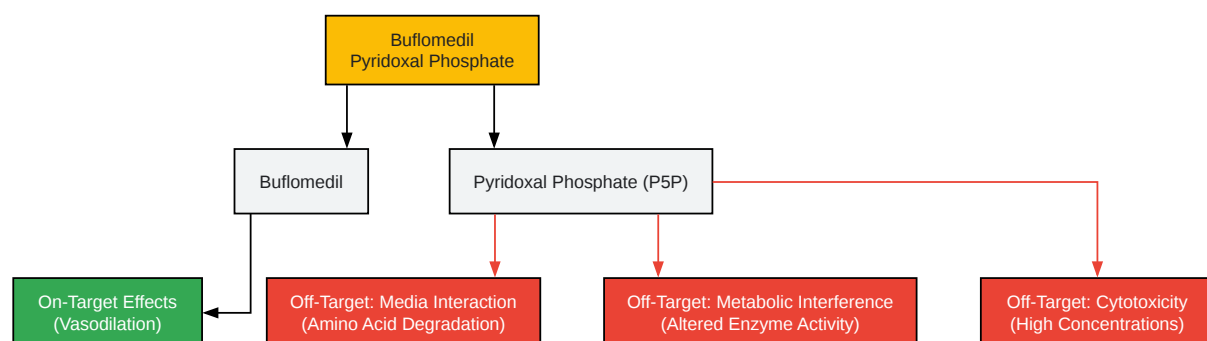 Buflomedil
Pyridoxal Phosphate
Buflomedil
Pyridoxal Phosphate (P5P)
On-Target Effects
(Vasodilation)
Off-Target: Media Interaction
(Amino Acid Degradation)
Off-Target: Metabolic Interference
(Altered Enzyme Activity)
Off-Target: Cytotoxicity
(High Concentrations)